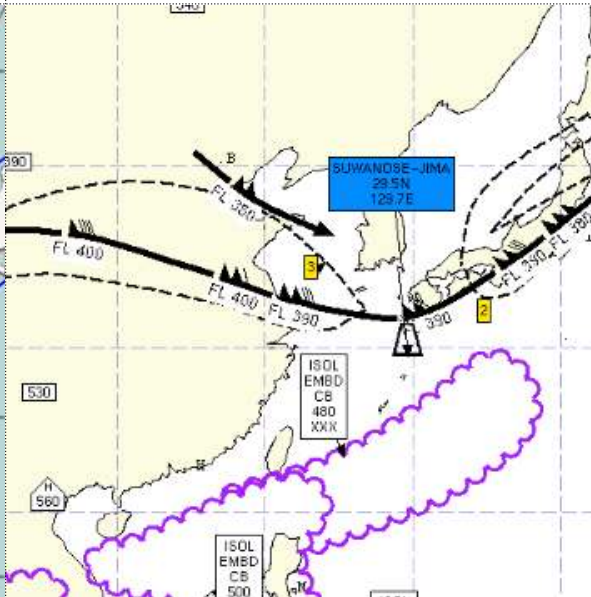 B
390
SUWANOSE-JIMA
29.5N
129.7E
FL 350
FL 400
3
FL 400
FL 390
390
FL 390
FL 380
2
530
ISOL
EMBD
CB
480
XXX
H
H
560
ISOL
EMBD
CB
500
N